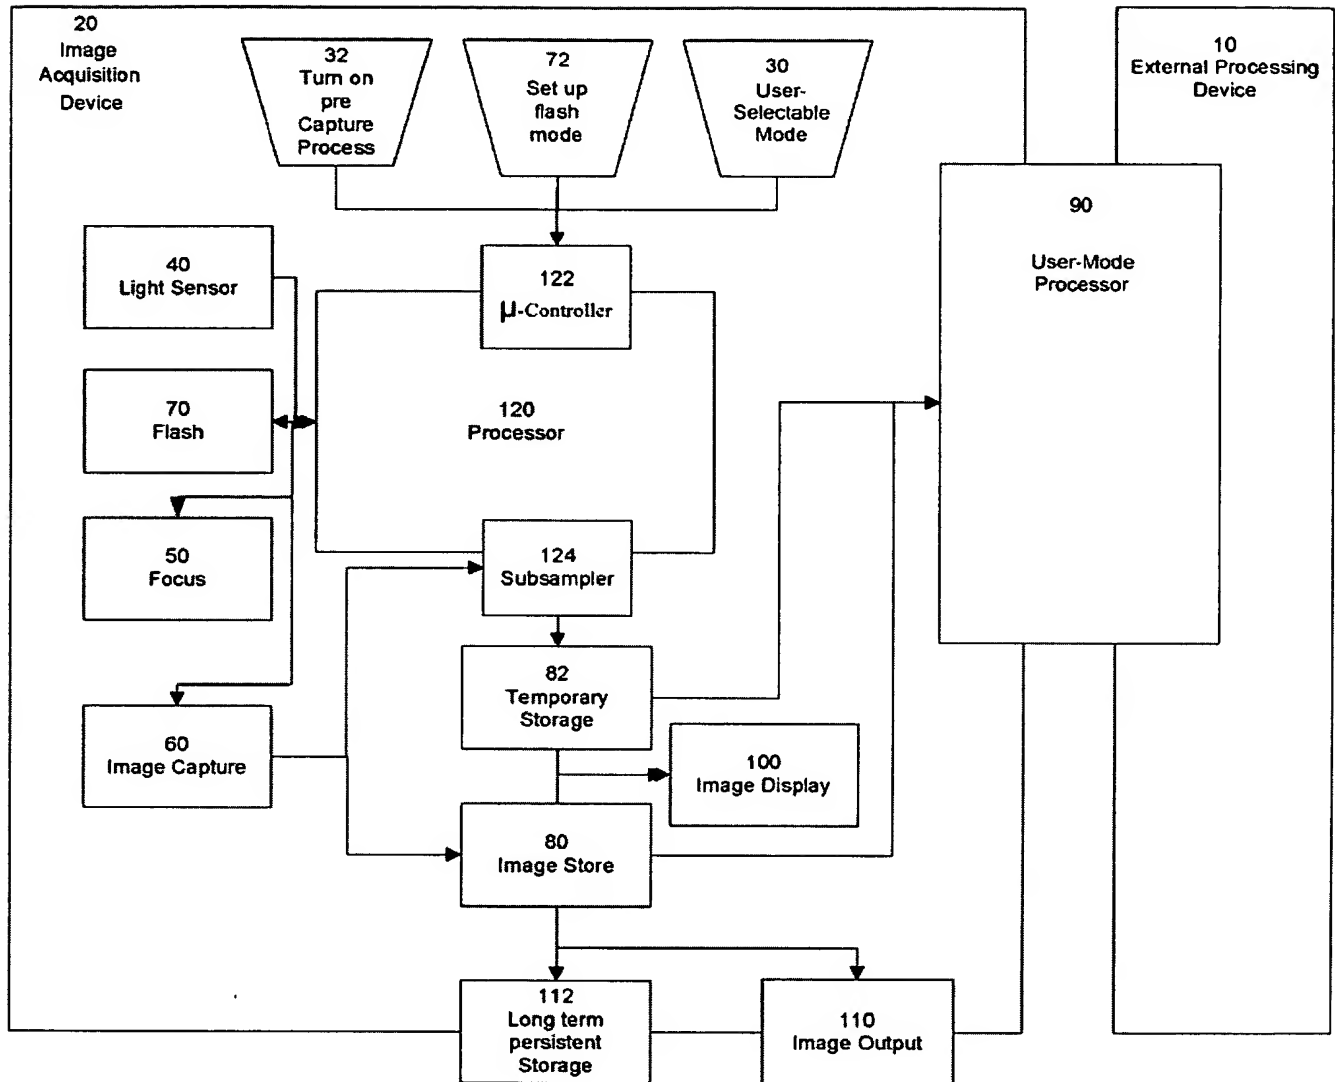 20
Image
Acquisition
Device
32
Turn on
pre
Capture
Process
72
Set up
flash
mode
30
User-
Selectable
Mode
10
External Processing
Device
90
User-Mode
Processor
40
Light Sensor
122
μ-Controller
70
Flash
120
Processor
50
Focus
124
Subsampler
82
Temporary
Storage
60
Image Capture
100
Image Display
80
Image Store
112
Long term
persistent
Storage
110
Image Output